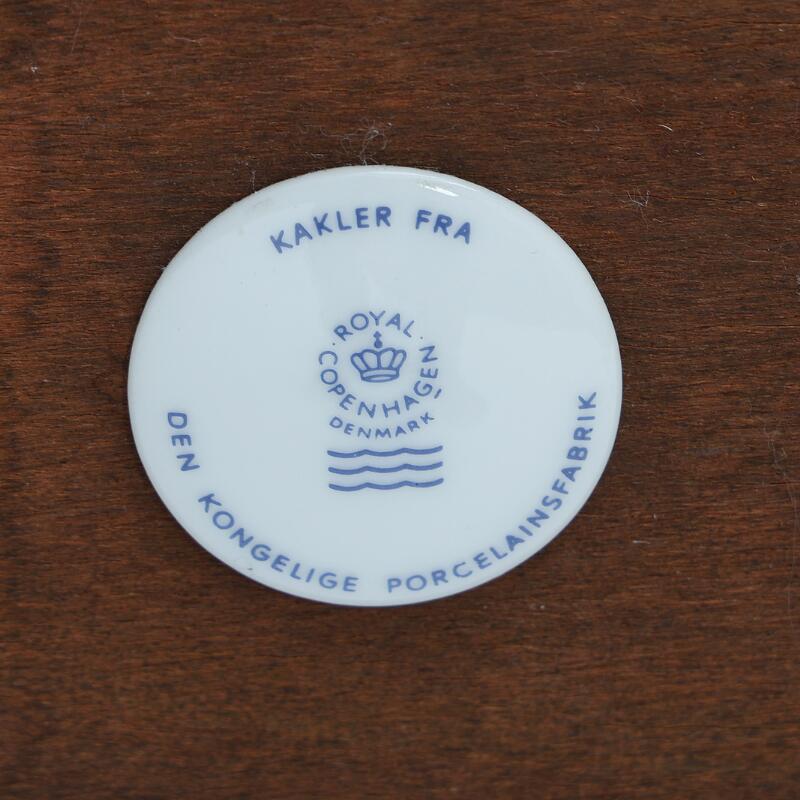 KAKLER FRA
ROYAL
COPENHAGEN
DENMARK
DEN KONGELIGE PORCELAINSFABRIK